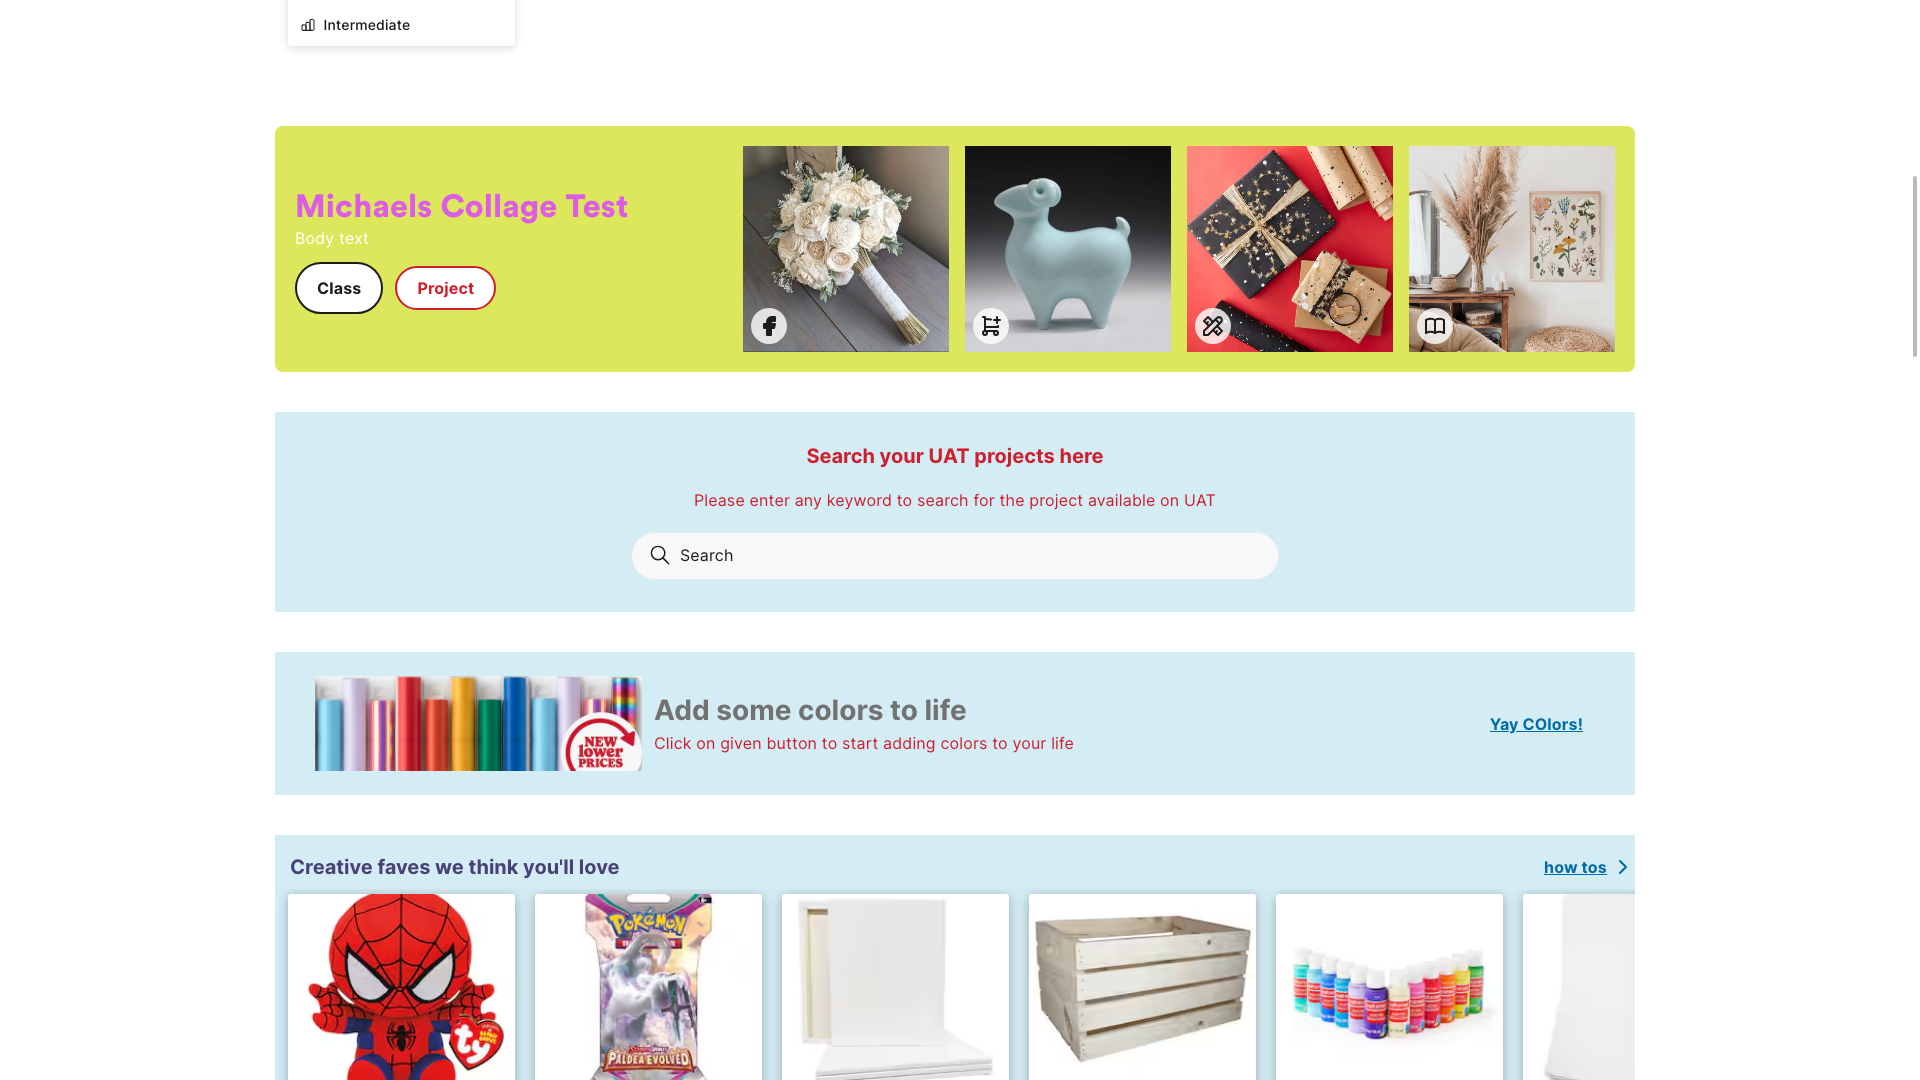 Intermediate
Michaels Collage Test
Body text
Class
Project
Search your UAT projects here
Please enter any keyword to search for the project available on UAT
Search
NEW
lower
PRICES
Add some colors to life
Click on given button to start adding colors to your life
Yay COlors!
Creative faves we think you'll love
how tos
ty
POKéMON
PALDEA EVOLVED